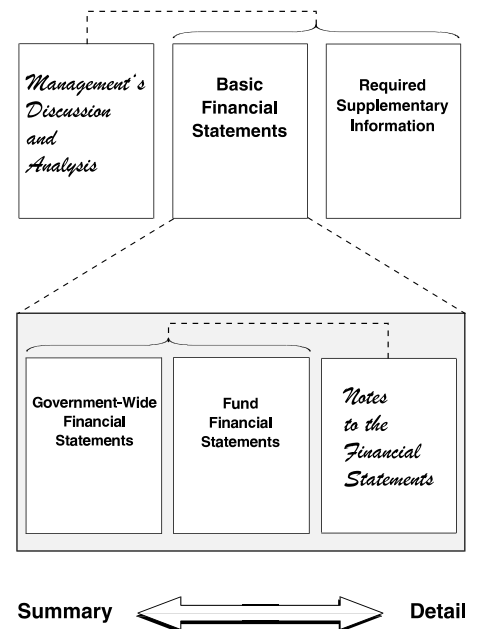 Management's
Discussion
and
Analysis
Basic
Financial
Statements
Required
Supplementary
Information
Government-Wide
Financial
Statements
Fund
Financial
Statements
Notes
to the
Financial
Statements
Summary
Detail